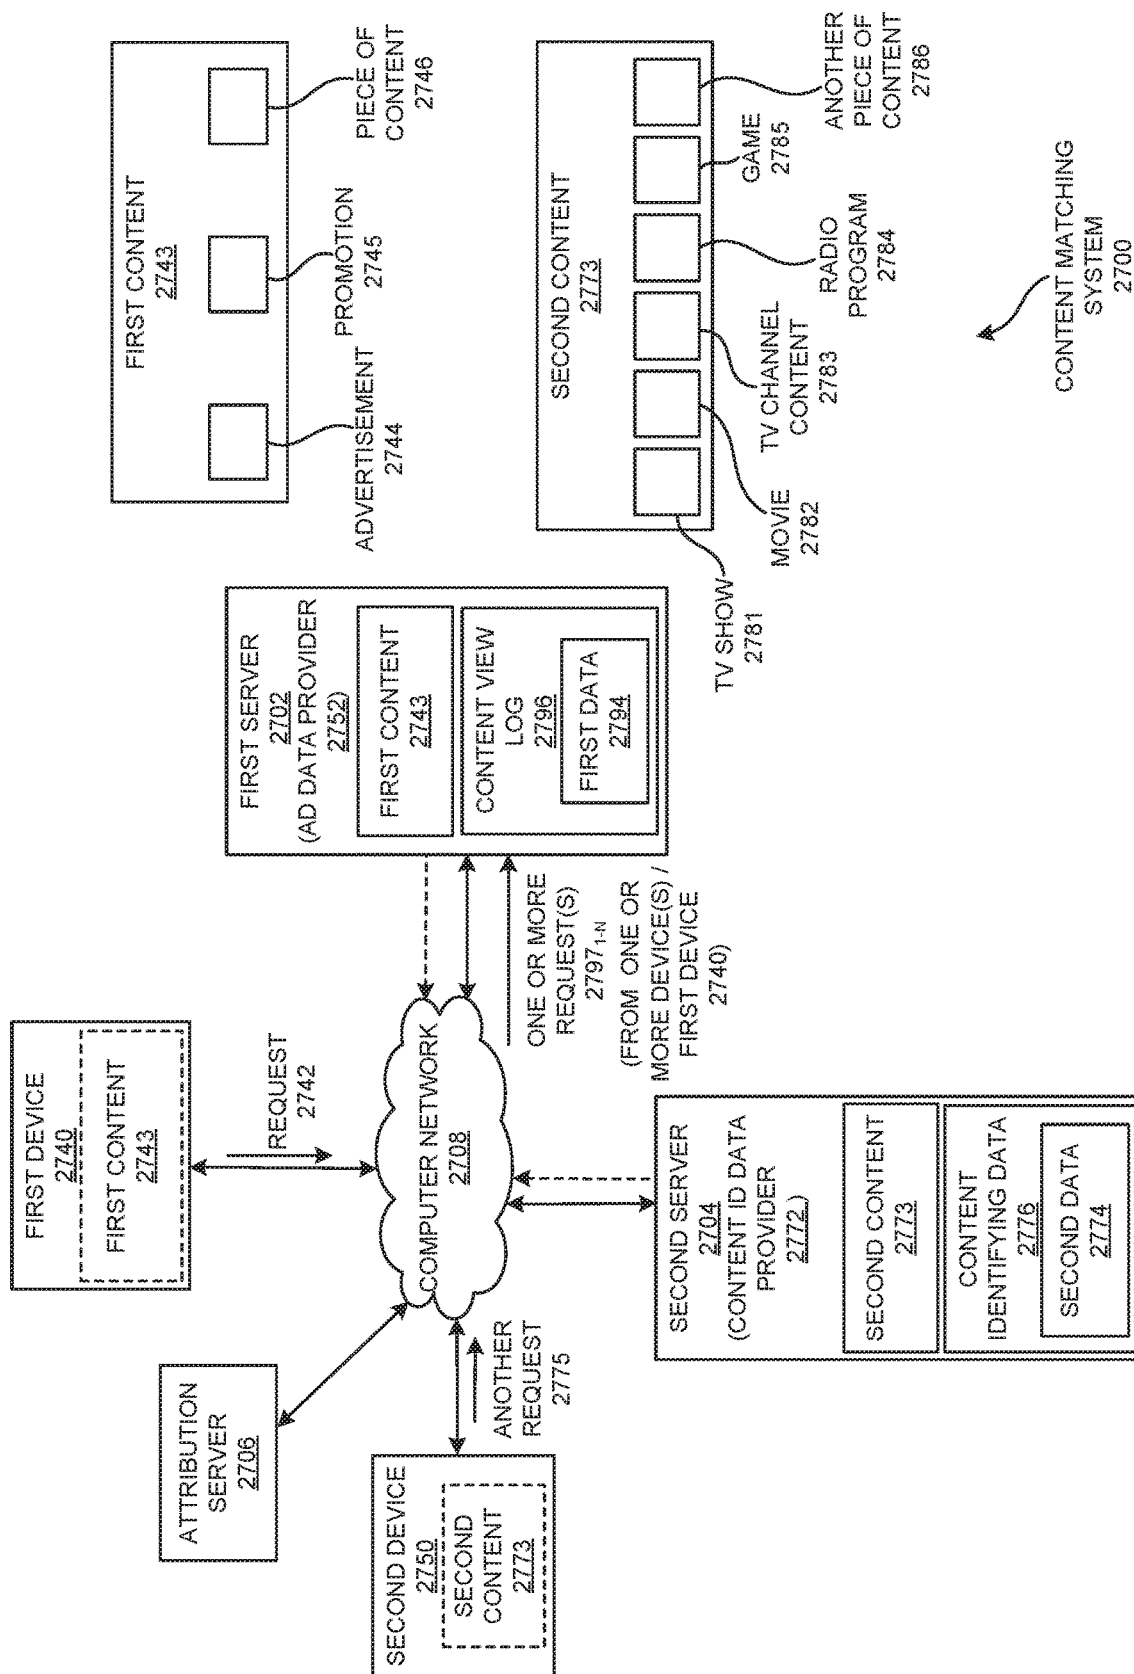 ATTRIBUTION
SERVER
2706
FIRST DEVICE
2740
FIRST CONTENT
2743
REQUEST
2742
SECOND DEVICE
2750
SECOND
CONTENT
2773
ANOTHER
REQUEST
2775
COMPUTER NETWORK
2708
SECOND SERVER
2704
(CONTENT ID DATA
PROVIDER
2772)
SECOND CONTENT
2773
CONTENT
IDENTIFYING DATA
2776
SECOND DATA
2774
ONE OR MORE
REQUEST(S)
2797₁₋N
(FROM ONE OR
MORE DEVICE(S) /
FIRST DEVICE
2740)
FIRST SERVER
2702
(AD DATA PROVIDER
2752)
FIRST CONTENT
2743
CONTENT VIEW
LOG
2796
FIRST DATA
2794
FIRST CONTENT
2743
ADVERTISEMENT
2744
PROMOTION
2745
PIECE OF
CONTENT
2746
SECOND CONTENT
2773
TV SHOW
2781
MOVIE
2782
TV CHANNEL
CONTENT
2783
RADIO
PROGRAM
2784
GAME
2785
ANOTHER
PIECE OF
CONTENT
2786
CONTENT MATCHING
SYSTEM
2700